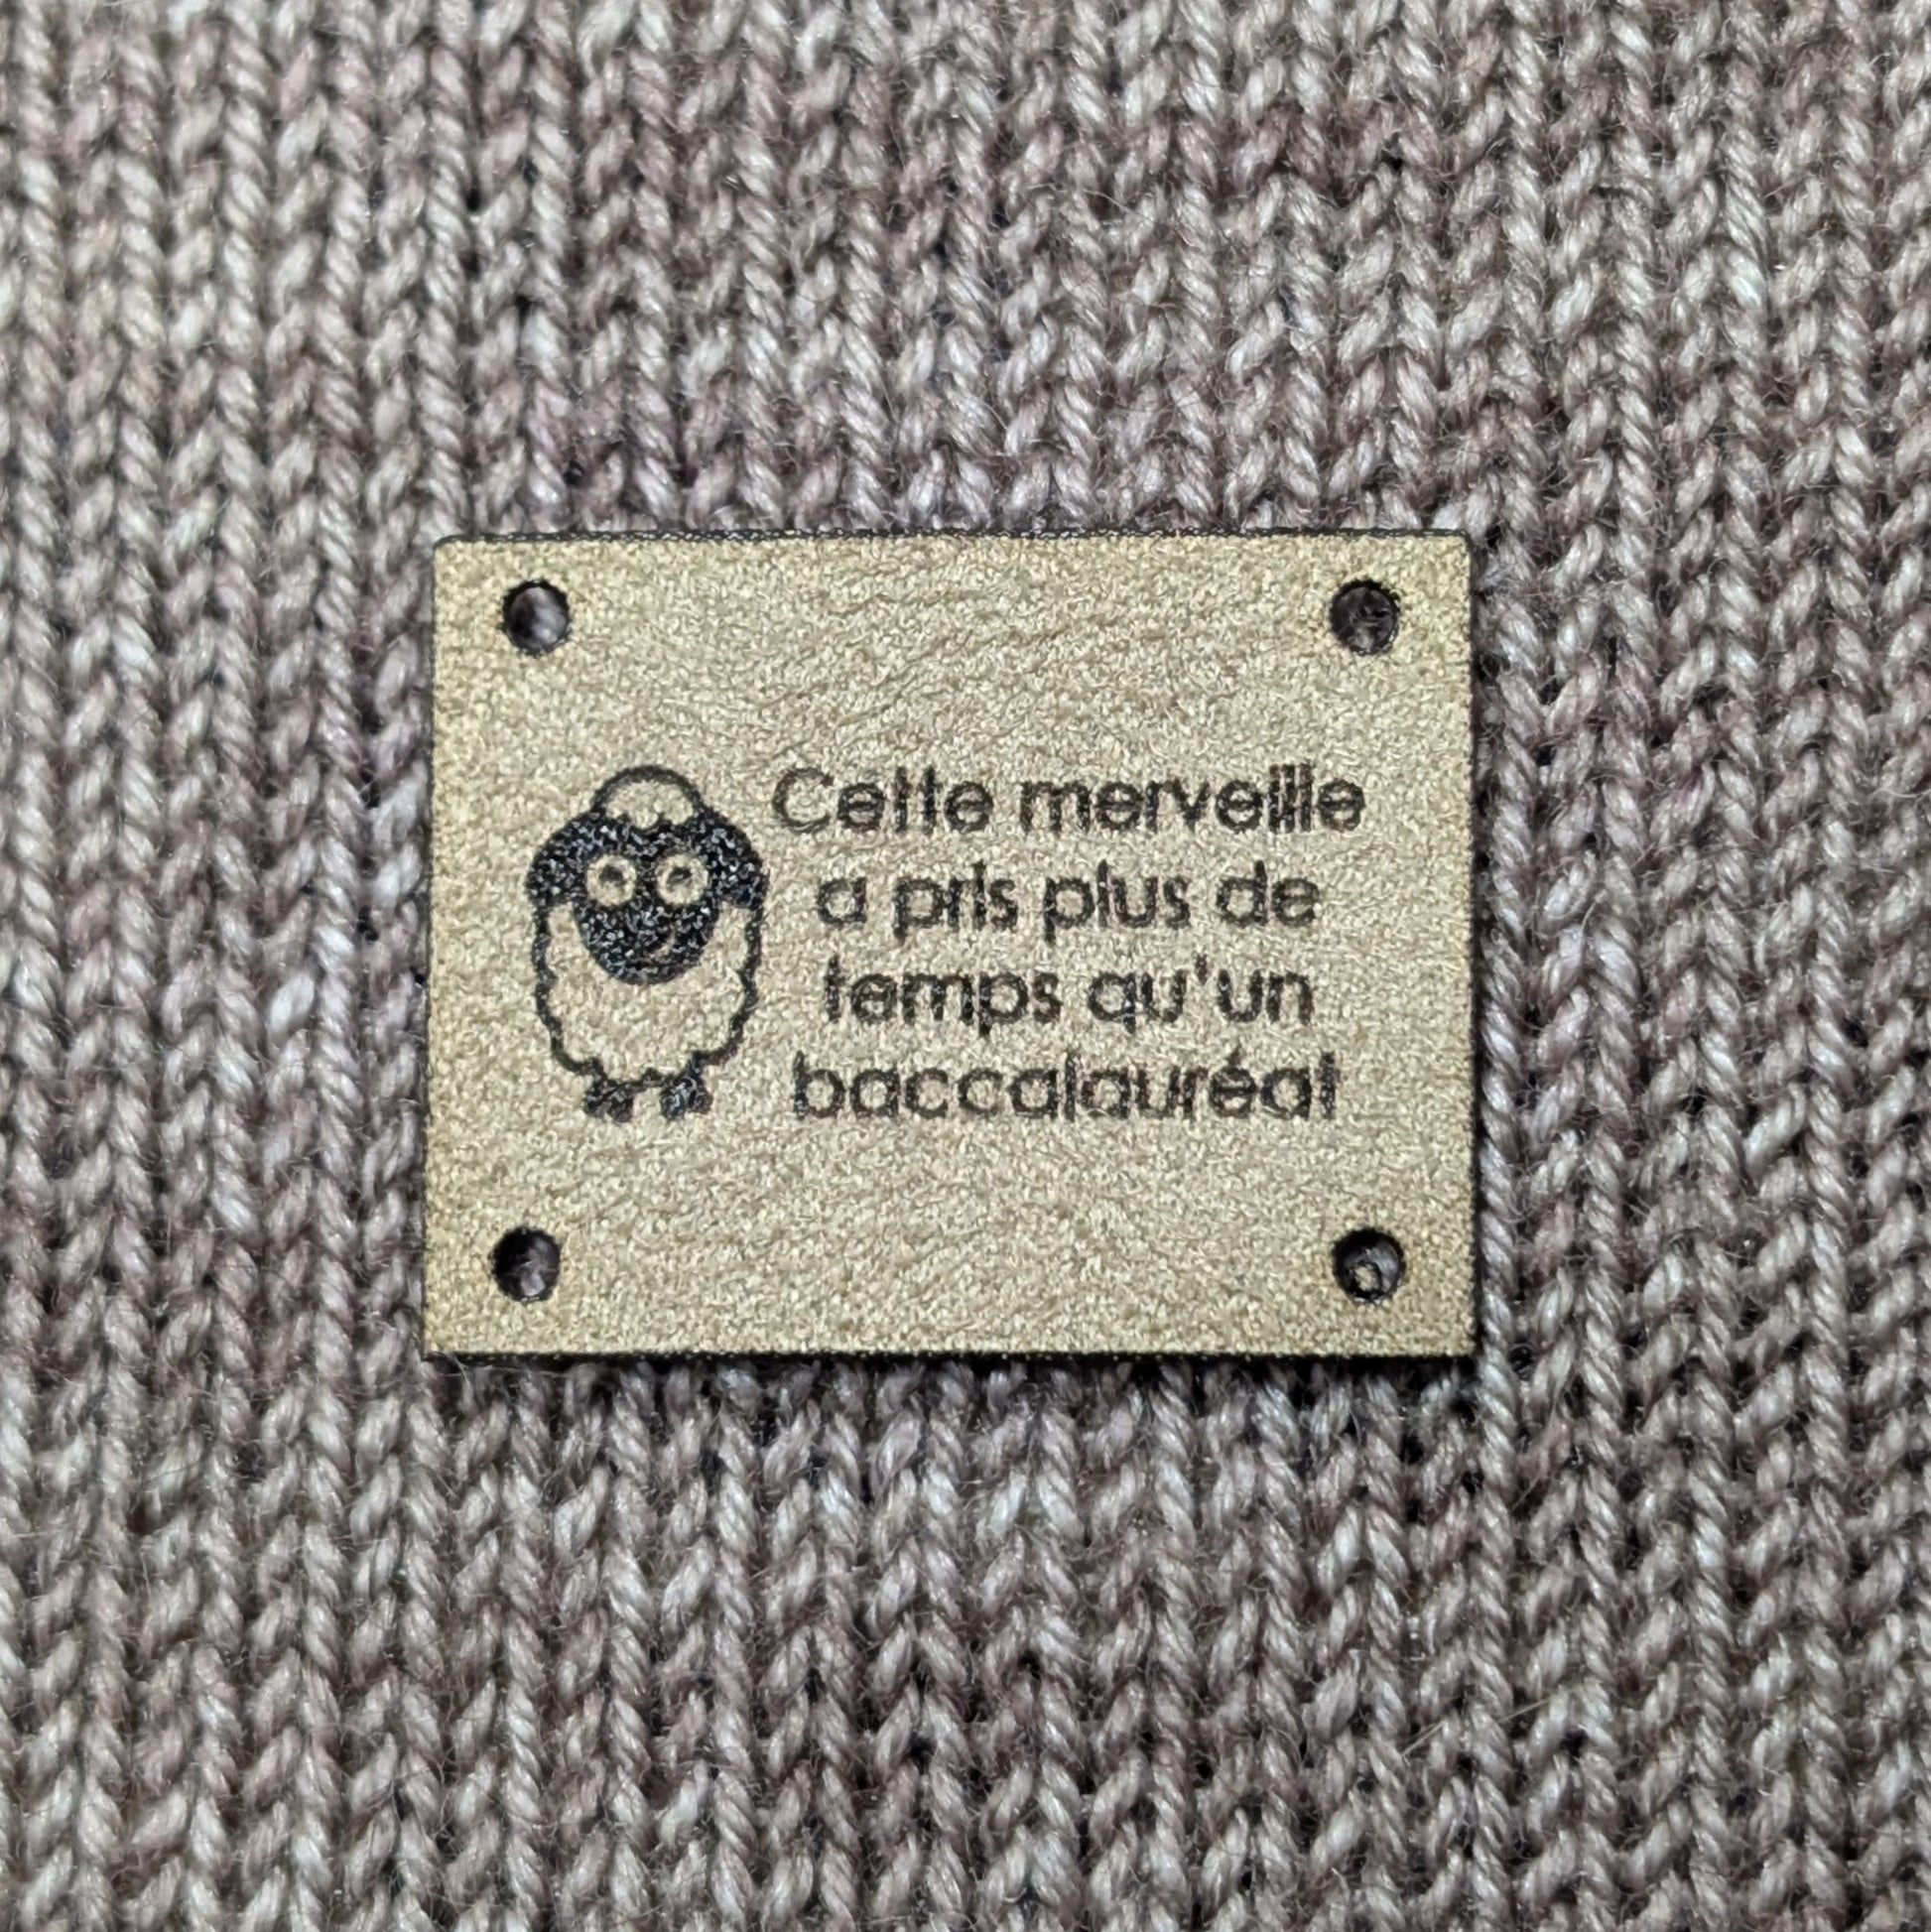 Cette merveille
a pris plus de
temps qu'un
baccalauréat